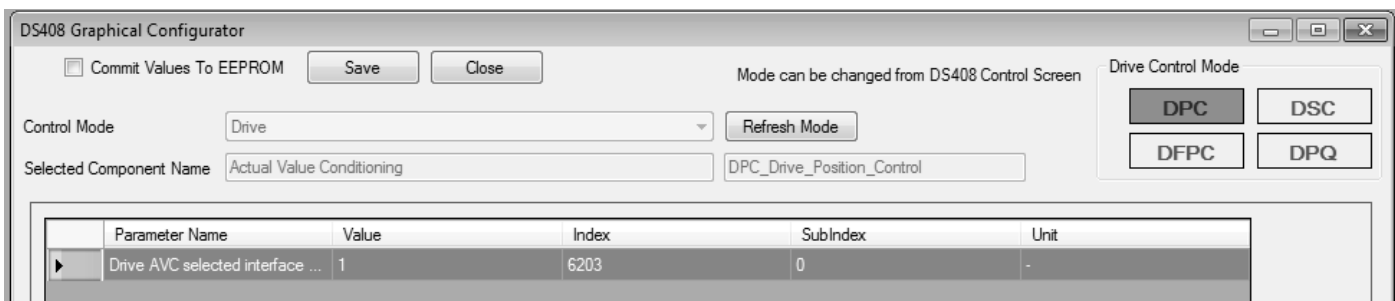 DS408 Graphical Configurator
Commit Values To EEPROM Save Close
Mode can be changed from DS408 Control Screen
Drive Control Mode
DPC DSC
DFPC DPQ
Control Mode Drive Refresh Mode
Selected Component Name Actual Value Conditioning DPC_Drive_Position_Control
Parameter Name Value Index SubIndex Unit
Drive AVC selected interface ... 1 6203 0 -